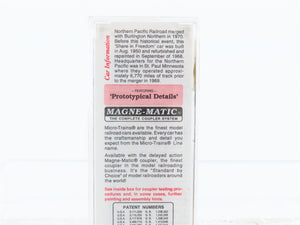 Northern Pacific Railroad merged
with Burlington Northern in 1970.
Before this historical event, this
"Share in Freedom" car was built
in Aug. 1950 and refurbished and
repainted in September of 1968.
Headquarters for the Northern
Pacific was in St. Paul Minnesota
where they operated approx-
imately 6,770 miles of track prior
to the merger in 1969.
Car Information
FEATURING
'Prototypical Details'
MAGNE-MATIC
THE COMPLETE COUPLER SYSTEM
Micro-Trains® are the finest model
railroad cars available. Every car has
the craftsmanship and detail you
expect from the Micro-Trains® Line
name.
Available with the delayed action
Magne-Matic® coupler, the finest
coupler in the model railroading
business. It's the "Standard by
Choice" of model railroaders around
the world!
See inside box for coupler testing proce-
dures and, in some cases, further
painting and assembly hints.
PATENT NUMBERS